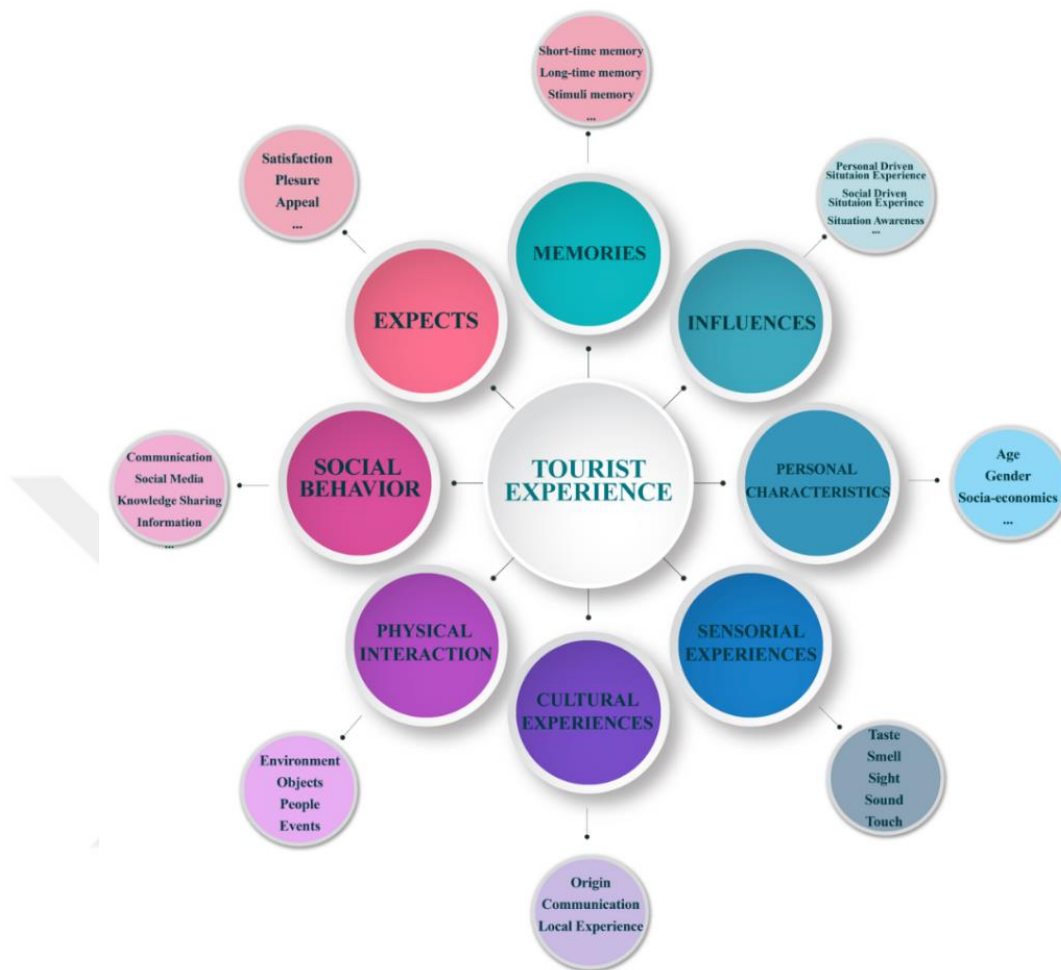 Short-time memory
Long-time memory
Stimuli memory
...
Satisfaction
Plesure
Appeal
...
Personal Driven
Situtaion Experience
Social Driven
Situtaion Experince
Situation Awareness
...
MEMORIES
EXPECTS
INFLUENCES
Communication
Social Media
Knowledge Sharing
Information
...
SOCIAL
BEHAVIOR
TOURIST
EXPERIENCE
PERSONAL
CHARACTERISTICS
Age
Gender
Socia-economics
...
PHYSICAL
INTERACTION
SENSORIAL
EXPERIENCES
CULTURAL
EXPERIENCES
Environment
Objects
People
Events
Taste
Smell
Sight
Sound
Touch
Origin
Communication
Local Experience